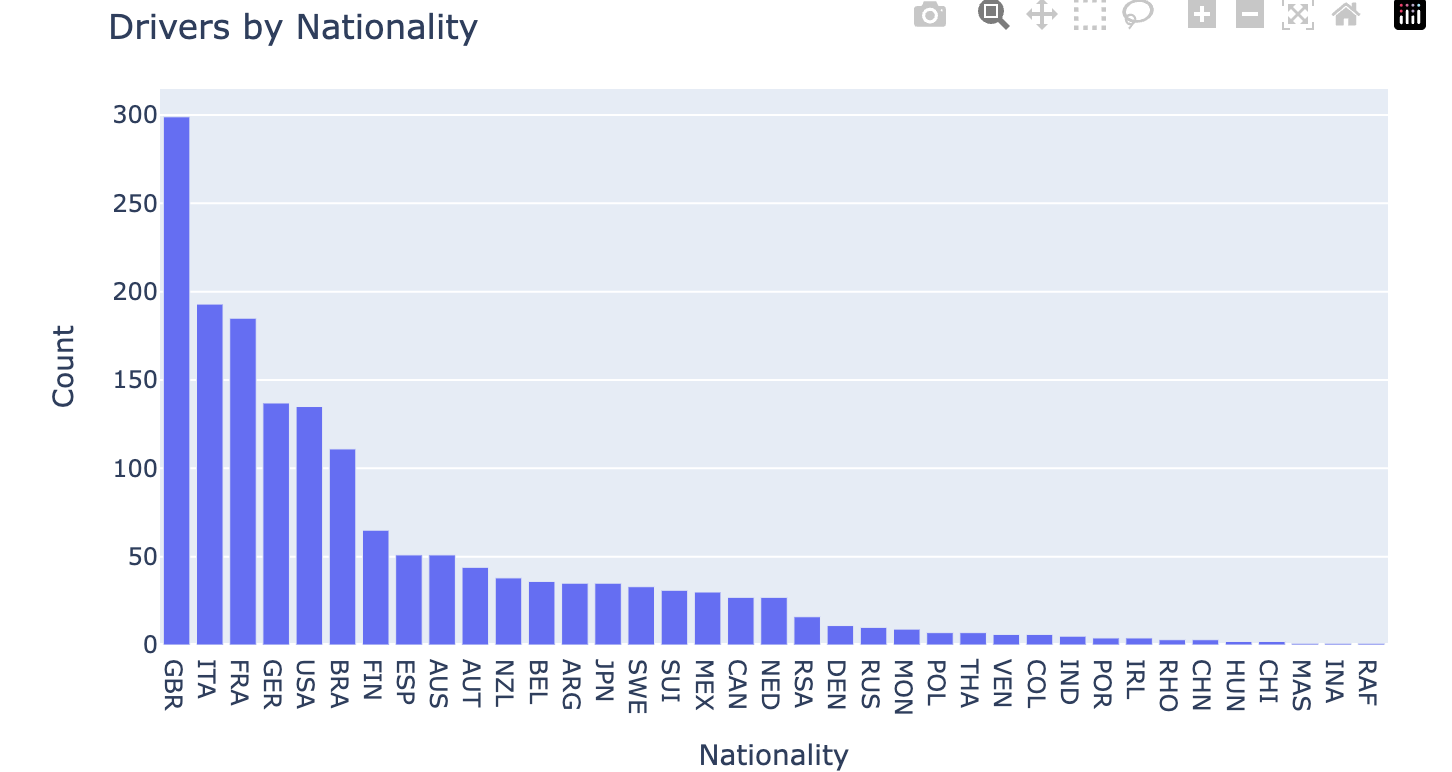 Drivers by Nationality
300
250
200
150
100
50
0
Count
GBR ITA FRA GER USA BRA FIN ESP AUS AUT NZL BEL ARG JPN SWE SUI MEX CAN NED RSA DEN RUS MON POL THA VEN COL IND POR IRL RHO CHN HUN CHI MAS INA RAF
Nationality